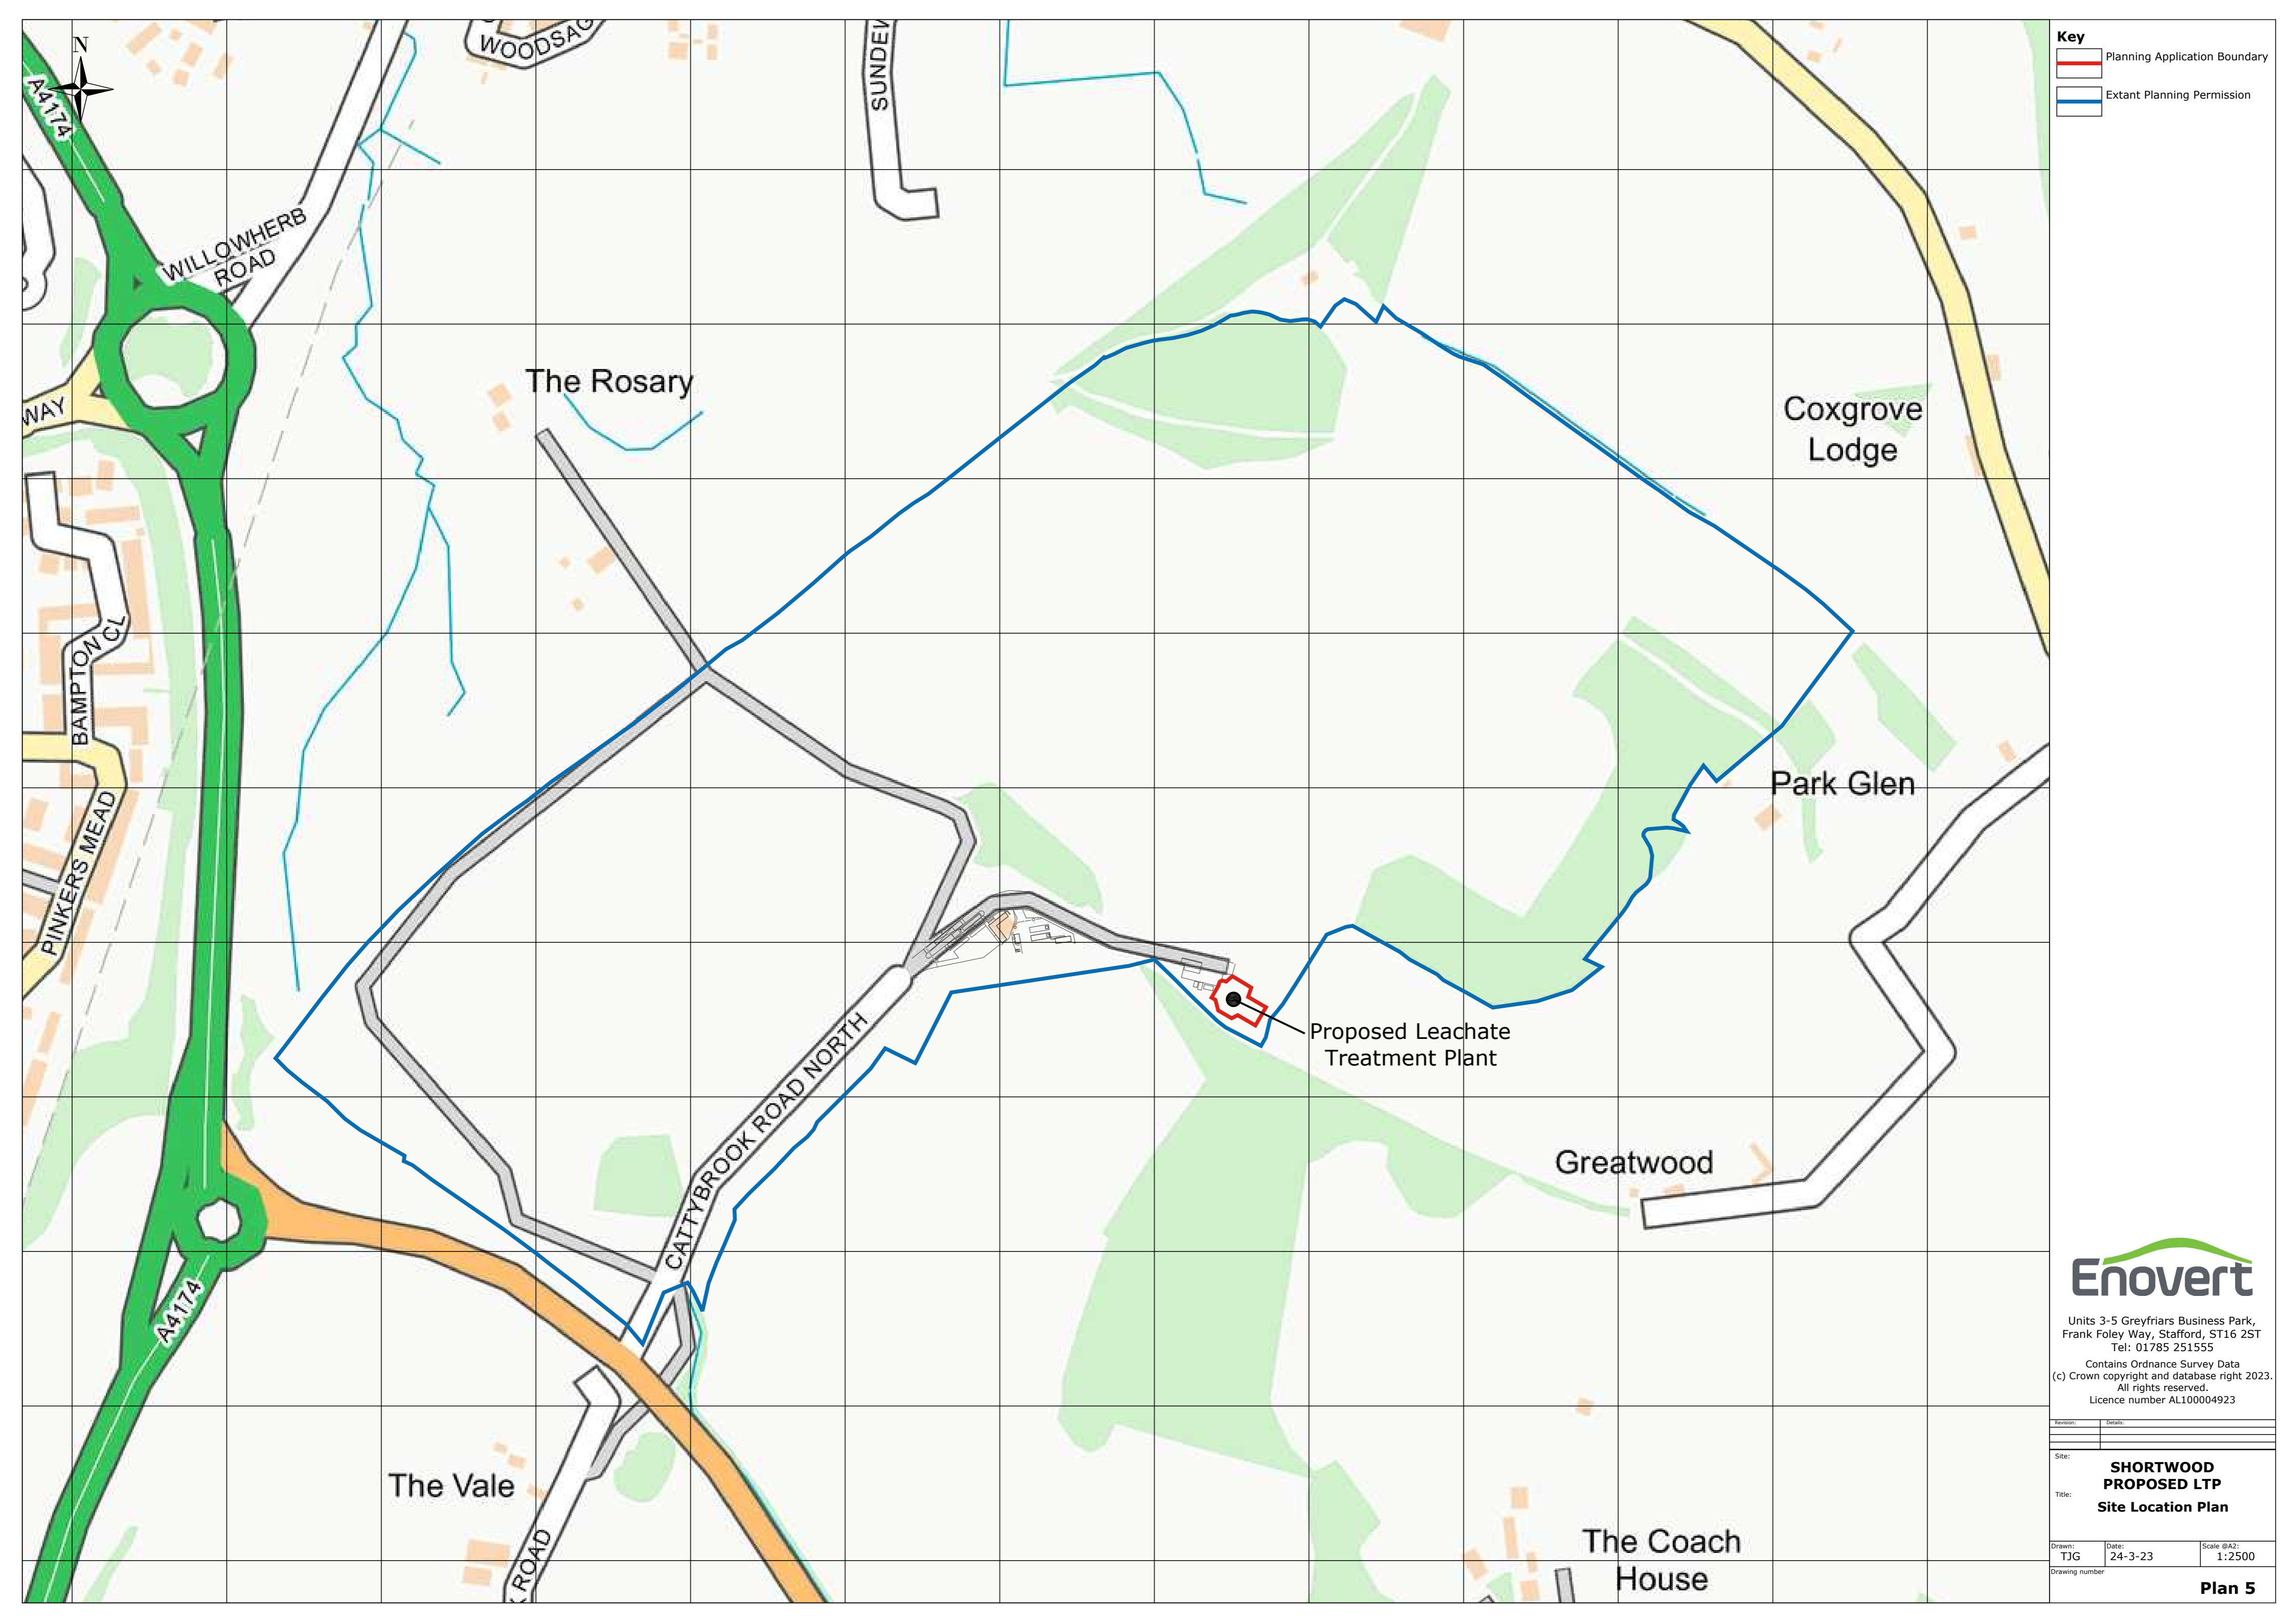 N
A4174
WOODSAG
SUNDEW
WILLOWHERB
ROAD
WAY
The Rosary
Coxgrove
Lodge
BAMPTON CL
PINKERS MEAD
Park Glen
CATTYBROOK ROAD NORTH
Proposed Leachate
Treatment Plant
Greatwood
A4174
The Vale
ROAD
The Coach
House
Key
Planning Application Boundary
Extant Planning Permission
Enovert
Units 3-5 Greyfriars Business Park,
Frank Foley Way, Stafford, ST16 2ST
Tel: 01785 251555
Contains Ordnance Survey Data
(c) Crown copyright and database right 2023.
All rights reserved.
Licence number AL100004923
Revision: Details:
Site:
SHORTWOOD
PROPOSED LTP
Title:
Site Location Plan
Drawn: Date: Scale @A2:
TJG 24-3-23 1:2500
Drawing number
Plan 5